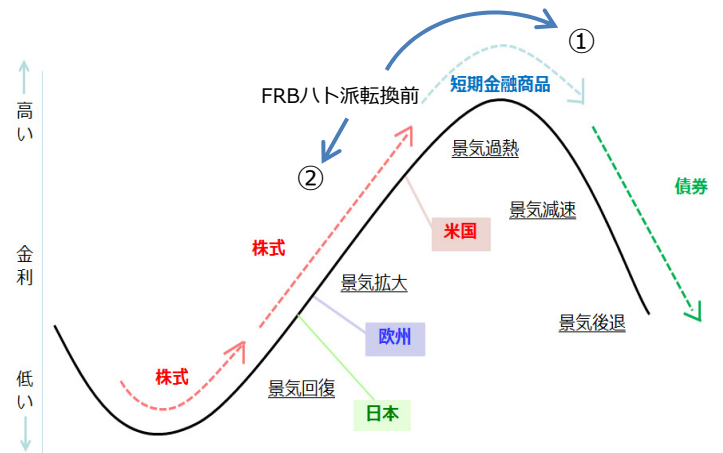 ①
短期金融商品
FRBハト派転換前
高い
②
景気過熱
債券
景気減速
米国
株式
金利
景気拡大
景気後退
欧州
株式
低い
景気回復
日本